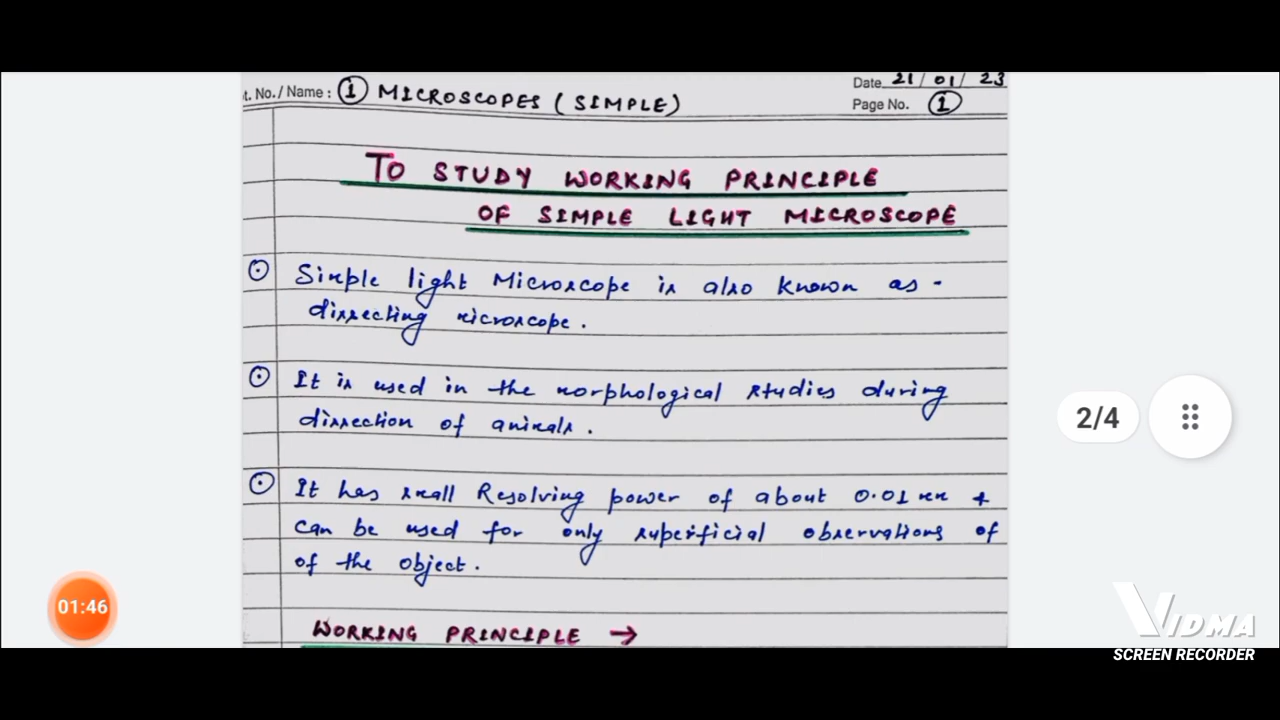 t. No./ Name : ① MICROSCOPES ( SIMPLE )
Date 21 / 01 / 23
Page No. ①
TO STUDY WORKING PRINCIPLE
OF SIMPLE LIGHT MICROSCOPE
Simple light Microscope is also known as -
dissecting microscope.
It is used in the morphological studies during
dissection of animals.
It has small Resolving power of about 0.01 mm +
can be used for only superficial observations of
of the object.
WORKING PRINCIPLE →
2/4
01:46
VIDMA
SCREEN RECORDER